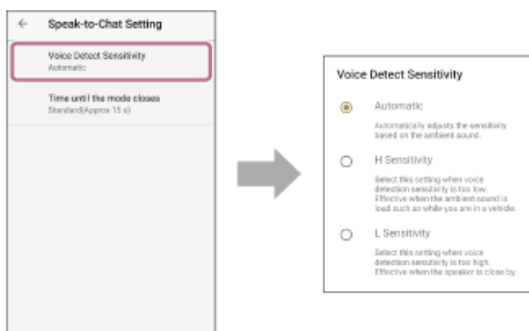 Speak-to-Chat Setting
Voice Detect Sensitivity
Automatic
Time until the mode closes
Standard(Approx 15 s)
Voice Detect Sensitivity
Automatic
Automatically adjusts the sensitivity
based on the ambient sound.
H Sensitivity
Select this setting when voice
detection sensitivity is too low.
Effective when the ambient sound is
loud such as while you are in a vehicle.
L Sensitivity
Select this setting when voice
detection sensitivity is too high.
Effective when the speaker is close by.